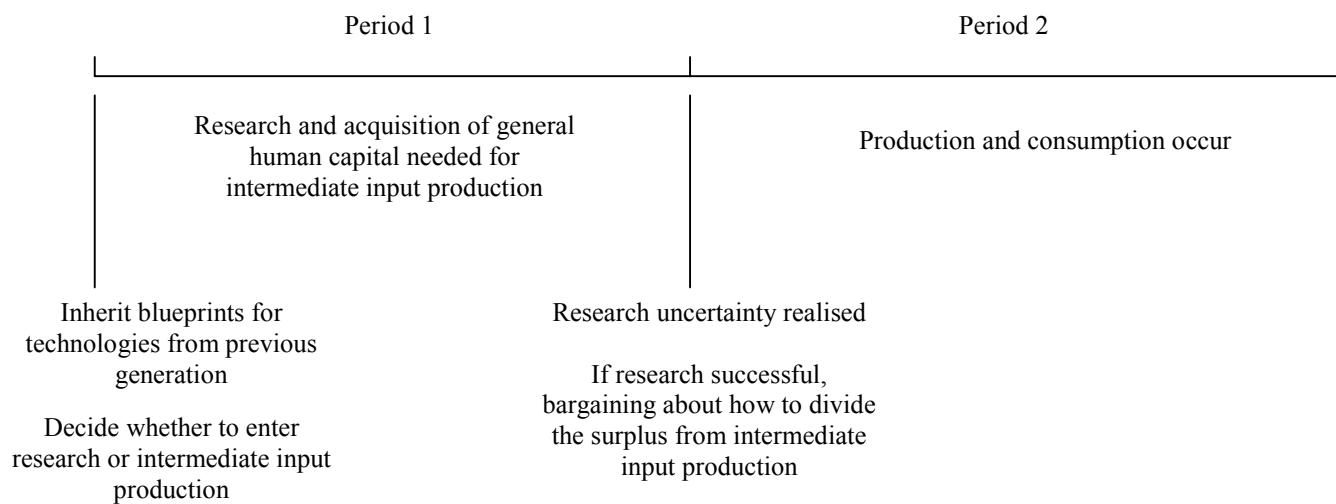 Period 1
Period 2
Research and acquisition of general
human capital needed for
intermediate input production
Production and consumption occur
Inherit blueprints for
technologies from previous
generation
Decide whether to enter
research or intermediate input
production
Research uncertainty realised
If research successful,
bargaining about how to divide
the surplus from intermediate
input production